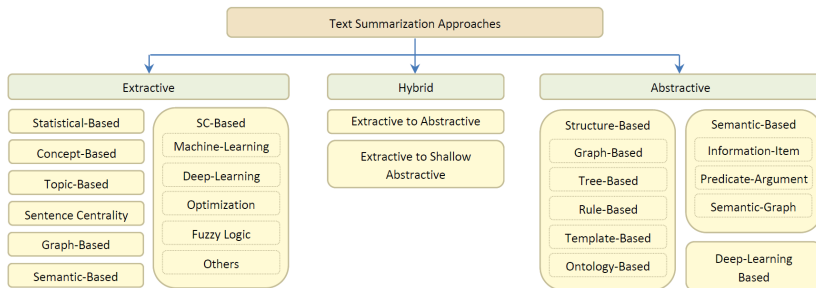 Text Summarization Approaches
Extractive
Hybrid
Abstractive
Statistical-Based
Concept-Based
Topic-Based
Sentence Centrality
Graph-Based
Semantic-Based
SC-Based
Machine-Learning
Deep-Learning
Optimization
Fuzzy Logic
Others
Extractive to Abstractive
Extractive to Shallow
Abstractive
Structure-Based
Graph-Based
Tree-Based
Rule-Based
Template-Based
Ontology-Based
Semantic-Based
Information-Item
Predicate-Argument
Semantic-Graph
Deep-Learning
Based